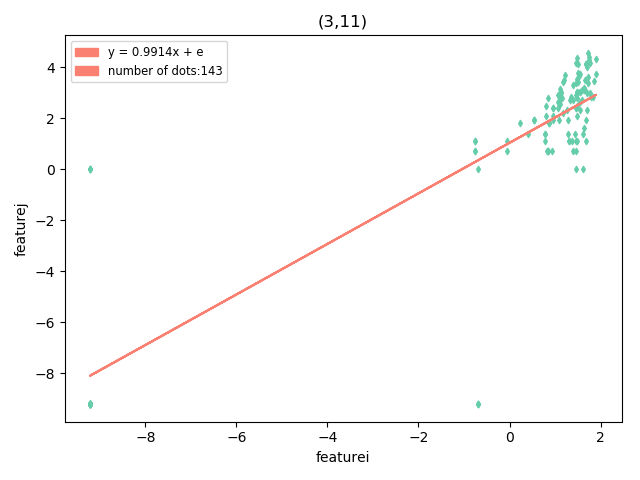 (3,11)
y = 0.9914x + e
number of dots:143
4
2
0
−2
−4
−6
−8
featurej
−8 −6 −4 −2 0 2
featurei